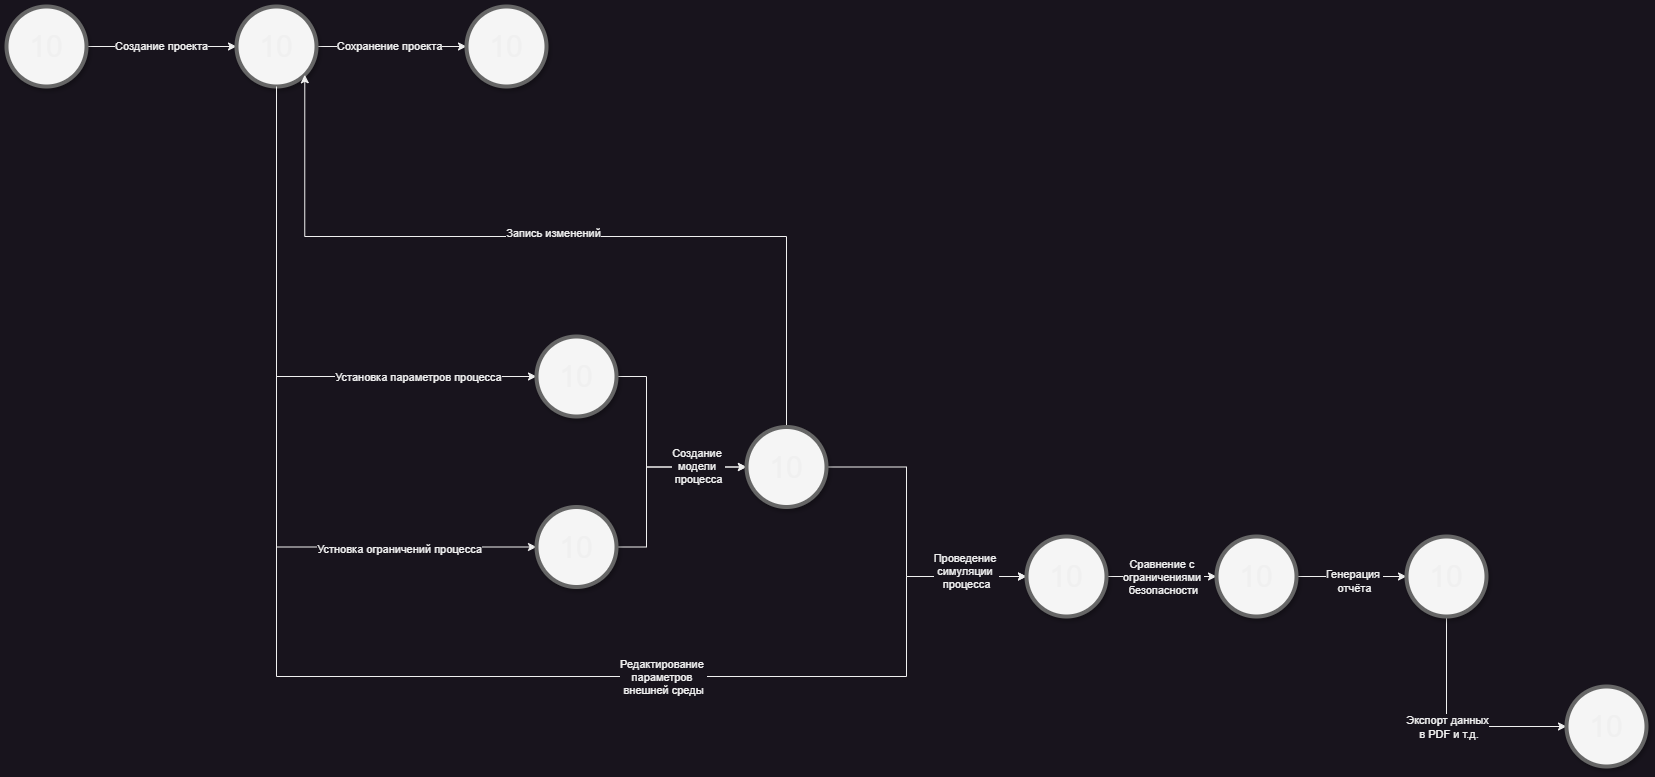 10
Создание проекта
10
Сохранение проекта
10
Запись изменений
Установка параметров процесса
10
Создание
модели
процесса
10
Устновка ограничений процесса
10
Проведение
симуляции
процесса
10
Сравнение с
ограничениями
безопасности
10
Генерация
отчёта
10
Редактирование
параметров
внешней среды
Экспорт данных
в PDF и т.д.
10